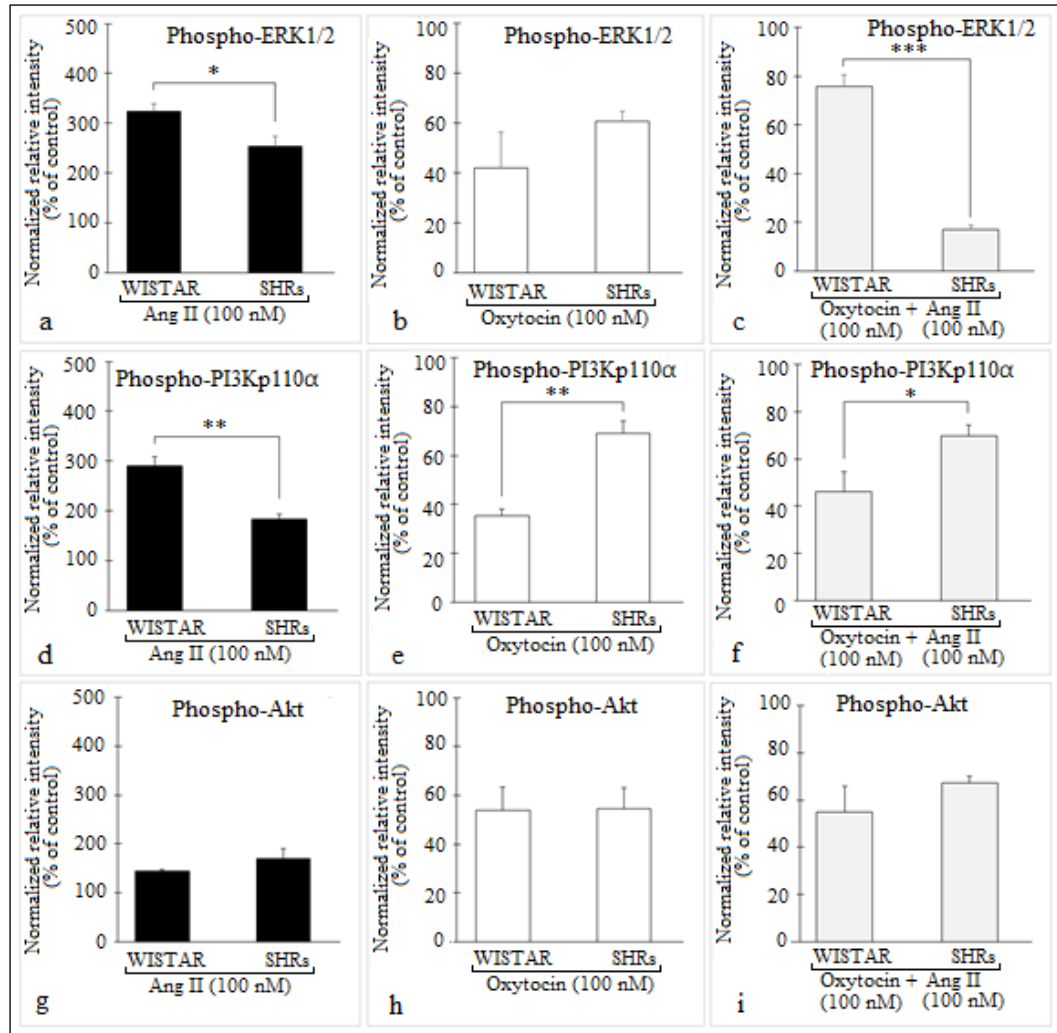 Phospho-ERK1/2
Normalized relative intensity
(% of control)
500
400
300
200
100
0
*
WISTAR SHRs
Ang II (100 nM)
a
Phospho-ERK1/2
Normalized relative intensity
(% of control)
100
80
60
40
20
0
WISTAR SHRs
Oxytocin (100 nM)
b
Phospho-ERK1/2
Normalized relative intensity
(% of control)
100
80
60
40
20
0
***
WISTAR SHRs
Oxytocin + Ang II
(100 nM) (100 nM)
c
Phospho-PI3Kp110α
Normalized relative intensity
(% of control)
500
400
300
200
100
0
**
WISTAR SHRs
Ang II (100 nM)
d
Phospho-PI3Kp110α
Normalized relative intensity
(% of control)
100
80
60
40
20
0
**
WISTAR SHRs
Oxytocin (100 nM)
e
Phospho-PI3Kp110α
Normalized relative intensity
(% of control)
100
80
60
40
20
0
*
WISTAR SHRs
Oxytocin + Ang II
(100 nM) (100 nM)
f
Phospho-Akt
Normalized relative intensity
(% of control)
500
400
300
200
100
0
WISTAR SHRs
Ang II (100 nM)
g
Phospho-Akt
Normalized relative intensity
(% of control)
100
80
60
40
20
0
WISTAR SHRs
Oxytocin (100 nM)
h
Phospho-Akt
Normalized relative intensity
(% of control)
100
80
60
40
20
0
WISTAR SHRs
Oxytocin + Ang II
(100 nM) (100 nM)
i